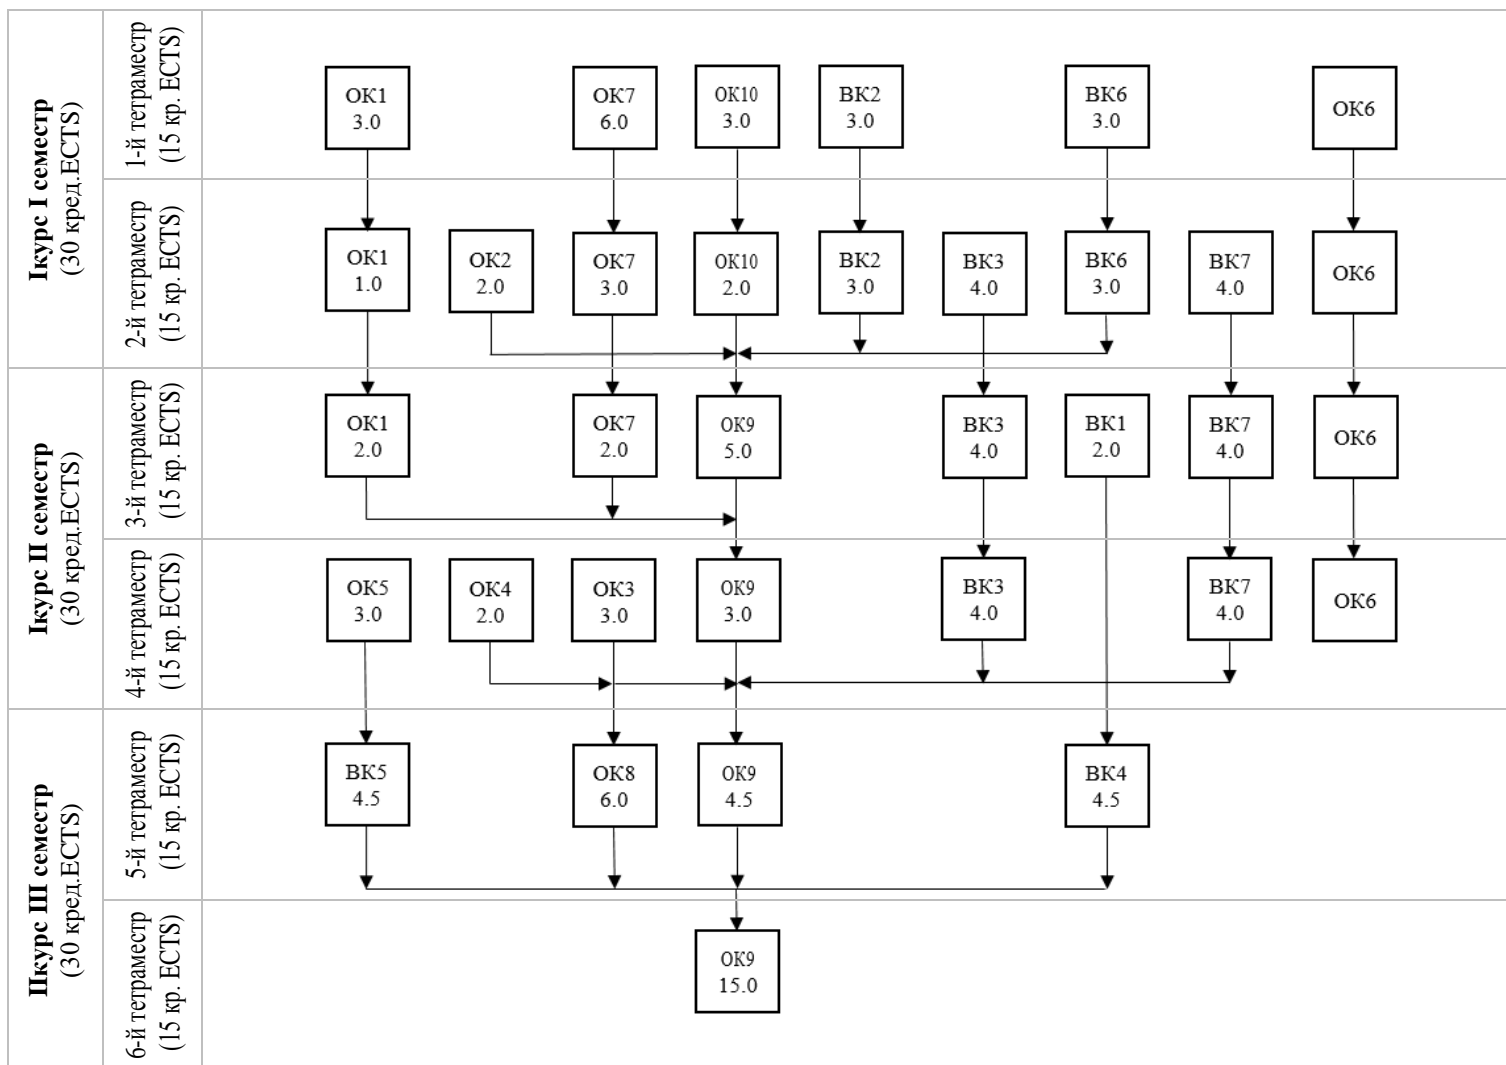 Iкурс I семестр
(30 кред.ECTS)
1-й тетраместр
(15 кр. ECTS)
ОК1
3.0
ОК7
6.0
ОК10
3.0
ВК2
3.0
ВК6
3.0
ОК6
2-й тетраместр
(15 кр. ECTS)
ОК1
1.0
ОК2
2.0
ОК7
3.0
ОК10
2.0
ВК2
3.0
ВК3
4.0
ВК6
3.0
ВК7
4.0
ОК6
Iкурс II семестр
(30 кред.ECTS)
3-й тетраместр
(15 кр. ECTS)
ОК1
2.0
ОК7
2.0
ОК9
5.0
ВК3
4.0
ВК1
2.0
ВК7
4.0
ОК6
4-й тетраместр
(15 кр. ECTS)
ОК5
3.0
ОК4
2.0
ОК3
3.0
ОК9
3.0
ВК3
4.0
ВК7
4.0
ОК6
IIкурс III семестр
(30 кред.ECTS)
5-й тетраместр
(15 кр. ECTS)
ВК5
4.5
ОК8
6.0
ОК9
4.5
ВК4
4.5
6-й тетраместр
(15 кр. ECTS)
ОК9
15.0